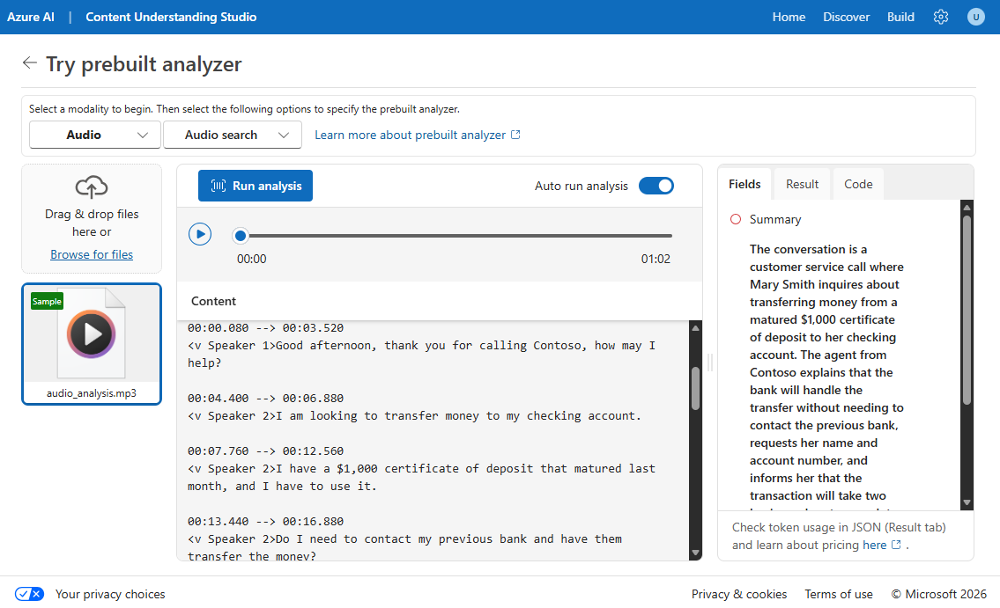 Azure AI | Content Understanding Studio
Home Discover Build U
Try prebuilt analyzer
Select a modality to begin. Then select the following options to specify the prebuilt analyzer.
Audio Audio search Learn more about prebuilt analyzer
Drag & drop files
here or
Browse for files
Sample
audio_analysis.mp3
Run analysis
Auto run analysis
00:00 01:02
Content
00:00.080 --> 00:03.520
<v Speaker 1>Good afternoon, thank you for calling Contoso, how may I
help?
00:04.400 --> 00:06.880
<v Speaker 2>I am looking to transfer money to my checking account.
00:07.760 --> 00:12.560
<v Speaker 2>I have a $1,000 certificate of deposit that matured last
month, and I have to use it.
00:13.440 --> 00:16.880
<v Speaker 2>Do I need to contact my previous bank and have them
transfer the money?
Fields Result Code
Summary
The conversation is a
customer service call where
Mary Smith inquires about
transferring money from a
matured $1,000 certificate
of deposit to her checking
account. The agent from
Contoso explains that the
bank will handle the
transfer without needing to
contact the previous bank,
requests her name and
account number, and
informs her that the
transaction will take two
Check token usage in JSON (Result tab)
and learn about pricing here .
Your privacy choices
Privacy & cookies Terms of use © Microsoft 2026